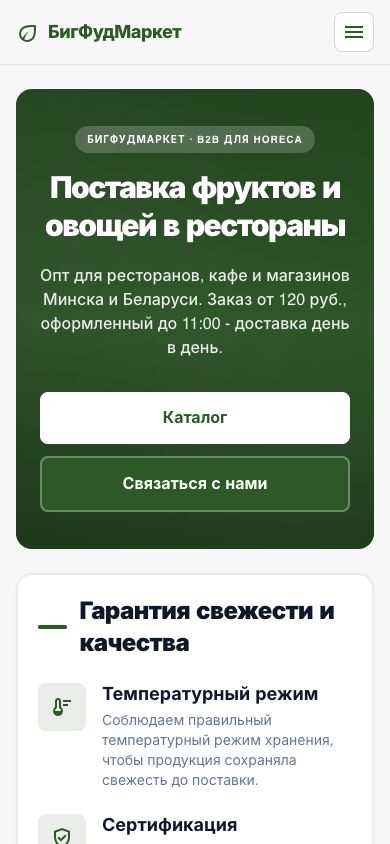 БигФудМаркет
БИГФУДМАРКЕТ · B2B ДЛЯ HORECA
Поставка фруктов и
овощей в рестораны
Опт для ресторанов, кафе и магазинов
Минска и Беларуси. Заказ от 120 руб.,
оформленный до 11:00 - доставка день
в день.
Каталог
Связаться с нами
Гарантия свежести и
качества
Температурный режим
Соблюдаем правильный
температурный режим хранения,
чтобы продукция сохраняла
свежесть до поставки.
Сертификация